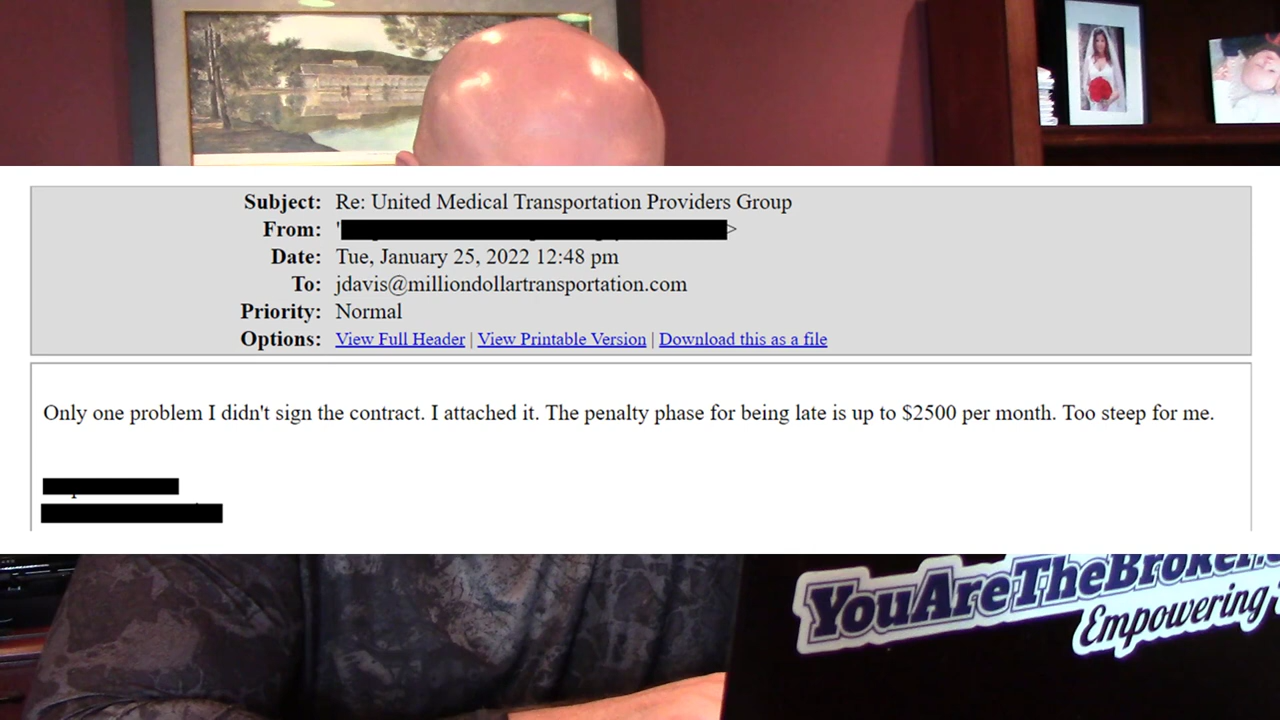 Subject: Re: United Medical Transportation Providers Group
From: ' >
Date: Tue, January 25, 2022 12:48 pm
To: jdavis@milliondollartransportation.com
Priority: Normal
Options: View Full Header | View Printable Version | Download this as a file
Only one problem I didn't sign the contract. I attached it. The penalty phase for being late is up to $2500 per month. Too steep for me.
YouAreTheBroker.
Empowering